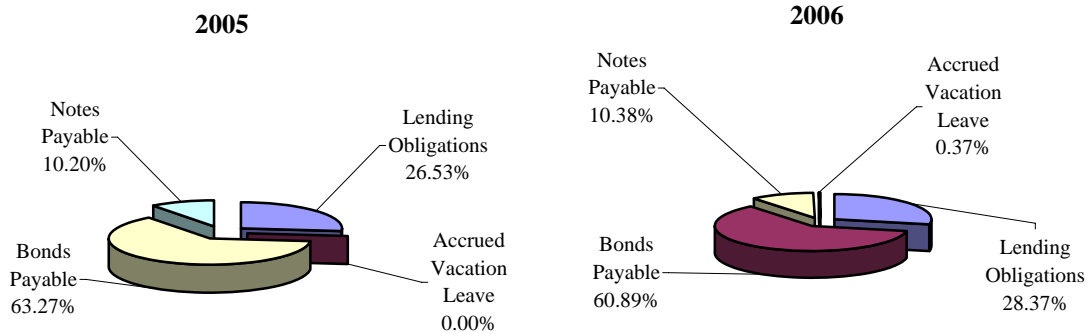 2005
Notes
Payable
10.20%
Lending
Obligations
26.53%
Bonds
Payable
63.27%
Accrued
Vacation
Leave
0.00%
2006
Notes
Payable
10.38%
Accrued
Vacation
Leave
0.37%
Bonds
Payable
60.89%
Lending
Obligations
28.37%